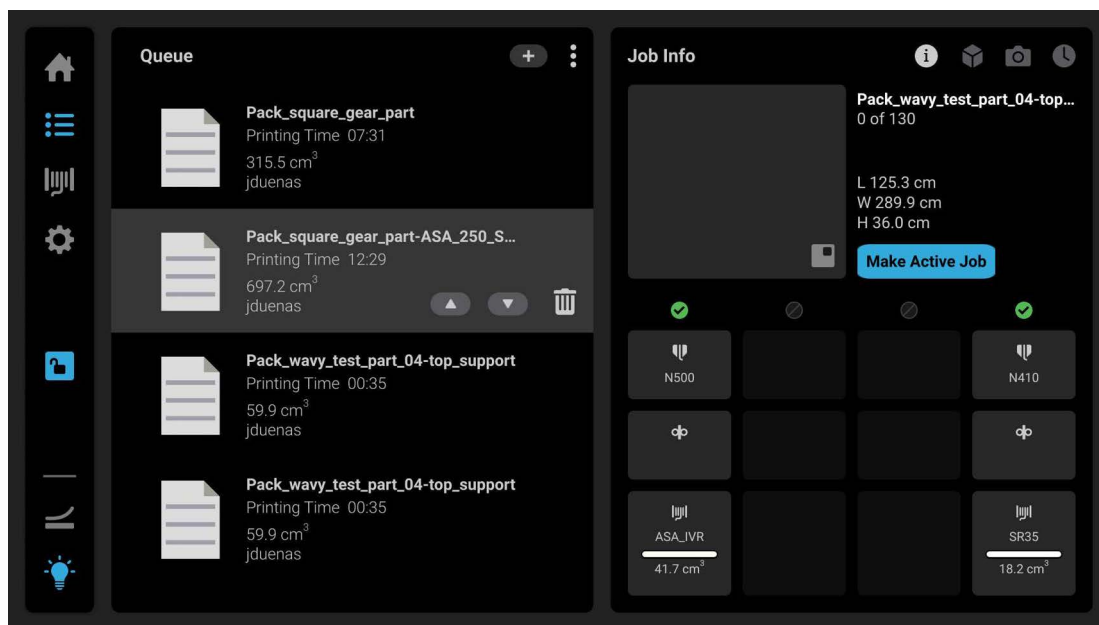 Queue
Pack_square_gear_part
Printing Time 07:31
315.5 cm³
jduenas
Pack_square_gear_part-ASA_250_S...
Printing Time 12:29
697.2 cm³
jduenas
Pack_wavy_test_part_04-top_support
Printing Time 00:35
59.9 cm³
jduenas
Pack_wavy_test_part_04-top_support
Printing Time 00:35
59.9 cm³
jduenas
Job Info
Pack_wavy_test_part_04-top...
0 of 130
L 125.3 cm
W 289.9 cm
H 36.0 cm
Make Active Job
N500
N410
ASA_IVR
41.7 cm³
SR35
18.2 cm³